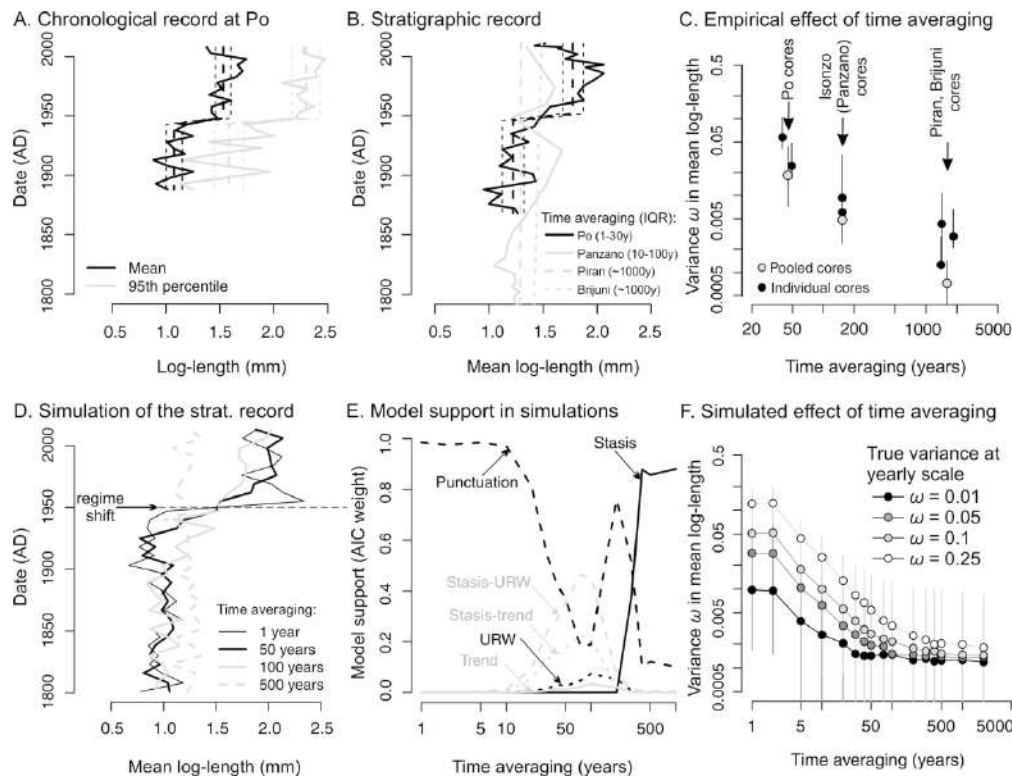 A. Chronological record at Po
Date (AD)
1800
1850
1900
1950
2000
Mean
95th percentile
0.5 1.0 1.5 2.0 2.5
Log-length (mm)
B. Stratigraphic record
Date (AD)
1800
1850
1900
1950
2000
Time averaging (IQR):
Po (1-30y)
Panzano (10-100y)
Piran (~1000y)
Brijuni (~1000y)
0.5 1.0 1.5 2.0 2.5
Mean log-length (mm)
C. Empirical effect of time averaging
Variance ω in mean log-length
0.0005
0.005
0.05
0.5
Po cores
Isonzo
(Panzano)
cores
Piran, Brijuni
cores
Pooled cores
Individual cores
20 50 200 1000 5000
Time averaging (years)
D. Simulation of the strat. record
Date (AD)
1800
1850
1900
1950
2000
regime
shift
Time averaging:
1 year
50 years
100 years
500 years
0.5 1.0 1.5 2.0 2.5
Mean log-length (mm)
E. Model support in simulations
Model support (AIC weight)
0.0
0.2
0.4
0.6
0.8
1.0
Stasis
Punctuation
Stasis-URW
Stasis-trend
URW
Trend
1 5 10 50 500
Time averaging (years)
F. Simulated effect of time averaging
Variance ω in mean log-length
0.0005
0.005
0.05
0.5
True variance at
yearly scale
ω = 0.01
ω = 0.05
ω = 0.1
ω = 0.25
1 5 50 500 5000
Time averaging (years)